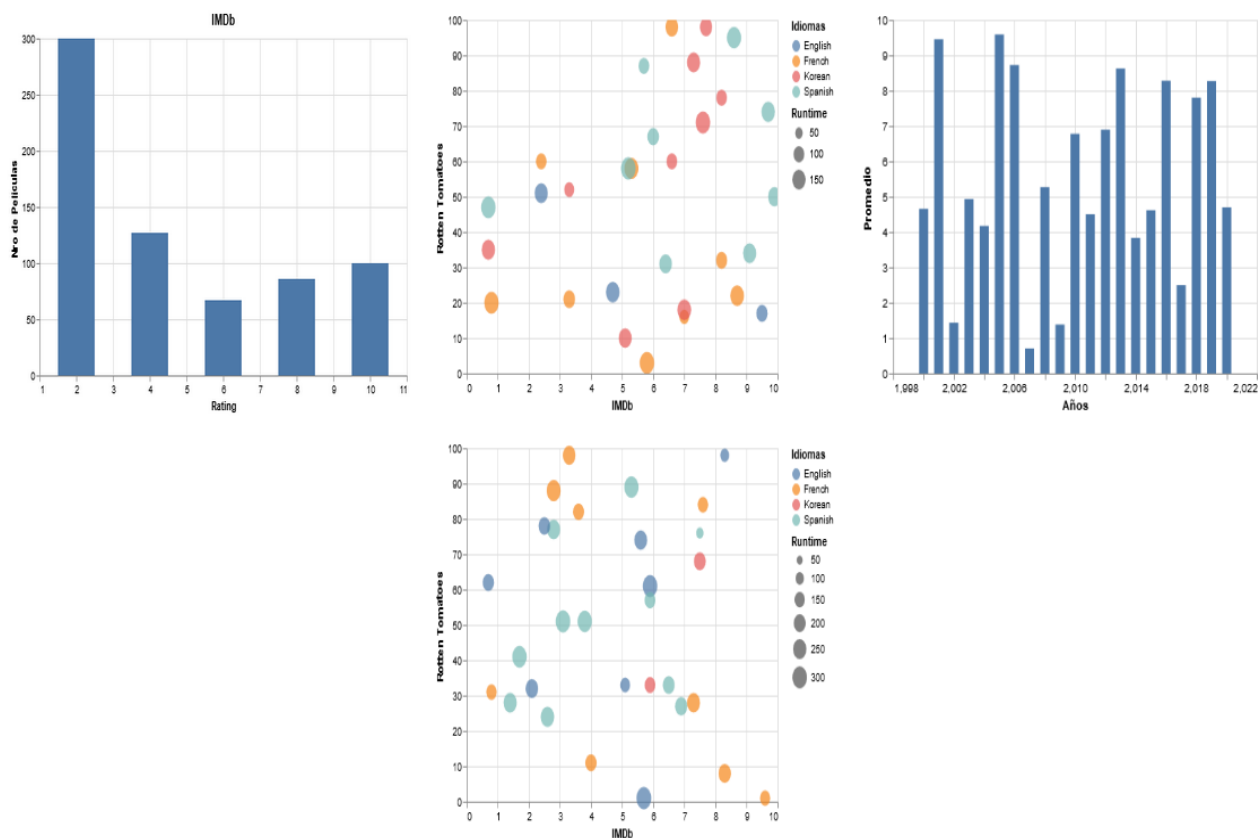 IMDb
300
250
200
150
100
50
0
1 2 3 4 5 6 7 8 9 10 11
Nro de Películas
Rating
100
90
80
70
60
50
40
30
20
10
0
0 1 2 3 4 5 6 7 8 9 10
Rotten Tomatoes
IMDb
Idiomas
English
French
Korean
Spanish
Runtime
50
100
150
10
9
8
7
6
5
4
3
2
1
0
1,998 2,002 2,006 2,010 2,014 2,018 2,022
Promedio
Años
100
90
80
70
60
50
40
30
20
10
0
0 1 2 3 4 5 6 7 8 9 10
Rotten Tomatoes
IMDb
Idiomas
English
French
Korean
Spanish
Runtime
50
100
150
200
250
300